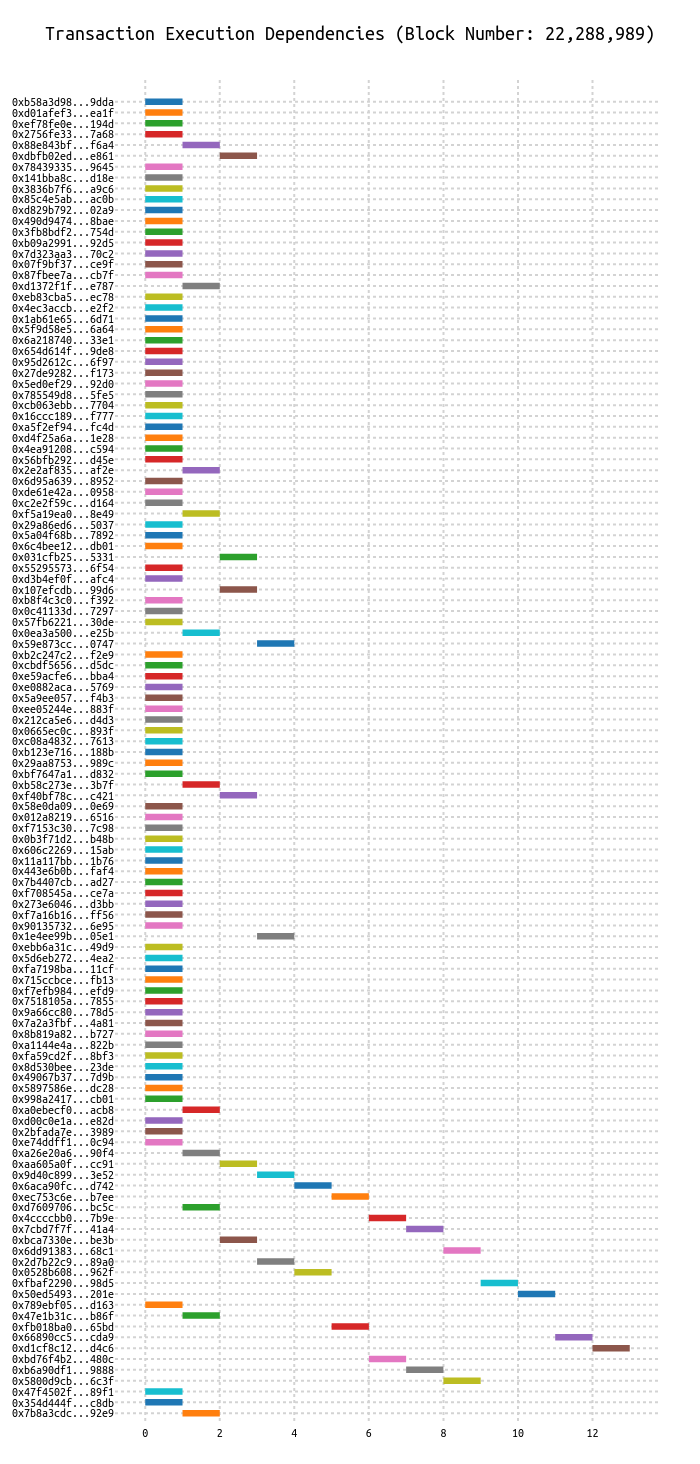 Transaction Execution Dependencies (Block Number: 22,288,989)
0xb58a3d98...9dda
0xd01afef3...ea1f
0xef78fe0e...194d
0x2756fe33...7a68
0x88e843bf...f6a4
0xdbfb02ed...e861
0x78439335...9645
0x141bba8c...d18e
0x3836b7f6...a9c6
0x85c4e5ab...ac0b
0xd829b792...02a9
0x490d9474...8bae
0x3fb8bdf2...754d
0xb09a2991...92d5
0x7d323aa3...70c2
0x07f9bf37...ce9f
0x87fbee7a...cb7f
0xd1372f1f...e787
0xeb83cba5...ec78
0x4ec3accb...e2f2
0x1ab61e65...6d71
0x5f9d58e5...6a64
0x6a218740...33e1
0x654d614f...9de8
0x95d2612c...6f97
0x27de9282...f173
0x5ed0ef29...92d0
0x785549d8...5fe5
0xcb063ebb...7704
0x16ccc189...f777
0xa5f2ef94...fc4d
0xd4f25a6a...1e28
0x4ea91208...c594
0x56bfb292...d45e
0x2e2af835...af2e
0x6d95a639...8952
0xde61e42a...0958
0xc2e2f59c...d164
0xf5a19ea0...8e49
0x29a86ed6...5037
0x5a04f68b...7892
0x6c4bee12...db01
0x031cfb25...5331
0x55295573...6f54
0xd3b4ef0f...afc4
0x107efcdb...99d6
0xb8f4c3c0...f392
0x0c41133d...7297
0x57fb6221...30de
0x0ea3a500...e25b
0x59e873cc...0747
0xb2c247c2...f2e9
0xcbdf5656...d5dc
0xe59acfe6...bba4
0xe0882aca...5769
0x5a9ee057...f4b3
0xee05244e...883f
0x212ca5e6...d4d3
0x0665ec0c...893f
0xc08a4832...7613
0xb123e716...188b
0x29aa8753...989c
0xbf7647a1...d832
0xb58c273e...3b7f
0xf40bf78c...c421
0x58e0da09...0e69
0x012a8219...6516
0xf7153c30...7c98
0x0b3f71d2...b48b
0x606c2269...15ab
0x11a117bb...1b76
0x443e6b0b...faf4
0x7b4407cb...ad27
0xf708545a...ce7a
0x273e6046...d3bb
0xf7a16b16...ff56
0x90135732...6e95
0x1e4ee99b...05e1
0xebb6a31c...49d9
0x5d6eb272...4ea2
0xfa7198ba...11cf
0x715ccbce...fb13
0xf7efb984...efd9
0x7518105a...7855
0x9a66cc80...78d5
0x7a2a3fbf...4a81
0x8b819a82...b727
0xa1144e4a...822b
0xfa59cd2f...8bf3
0x8d530bee...23de
0x49067b37...7d9b
0x5897586e...dc28
0x998a2417...cb01
0xa0ebecf0...acb8
0xd00c0e1a...e82d
0x2bfada7e...3989
0xe74ddff1...0c94
0xa26e20a6...90f4
0xaa605a0f...cc91
0x9d40c899...3e52
0x6aca90fc...d742
0xec753c6e...b7ee
0xd7609706...bc5c
0x4ccccbb0...7b9e
0x7cbd7f7f...41a4
0xbca7330e...be3b
0x6dd91383...68c1
0x2d7b22c9...89a0
0x0528b608...962f
0xfbaf2290...98d5
0x50ed5493...201e
0x789ebf05...d163
0x47e1b31c...b86f
0xfb018ba0...65bd
0x66890cc5...cda9
0xd1cf8c12...d4c6
0xbd76f4b2...480c
0xb6a90df1...9888
0x5800d9cb...6c3f
0x47f4502f...89f1
0x354d444f...c8db
0x7b8a3cdc...92e9
0 2 4 6 8 10 12